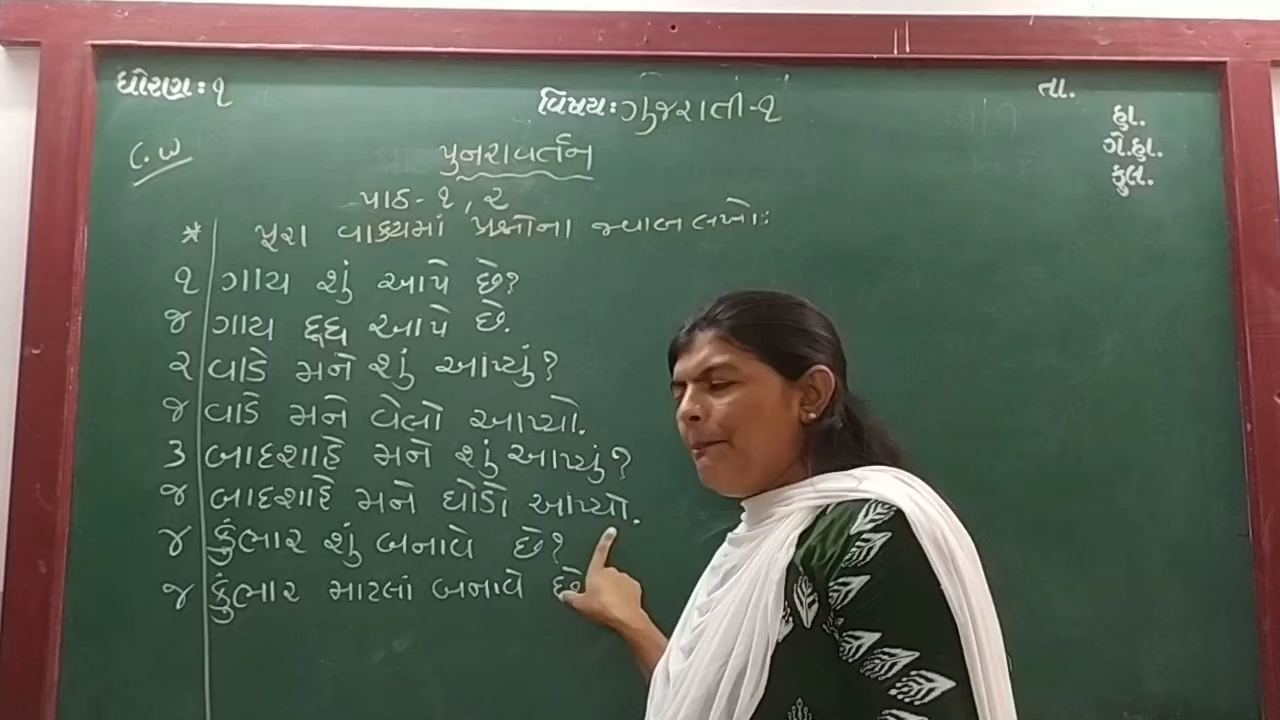 ધોરણ: ૧
વિષય: ગુજરાતી-૧
તા.
હા.
ગે.હા.
કુલ.
C.W
પુનરાવર્તન
પાઠ- ૧, ૨
* પૂરા વાક્યમાં પ્રશ્નોના જવાબ લખો:
૧ ગાય શું આપે છે?
જ ગાય દૂધ આપે છે.
૨ વાડે મને શું આપ્યું?
જ વાડે મને વેલો આપ્યો.
૩ બાદશાહે મને શું આપ્યું?
જ બાદશાહે મને ઘોડો આપ્યો.
૪ કુંભાર શું બનાવે છે?
જ કુંભાર માટલાં બનાવે છે